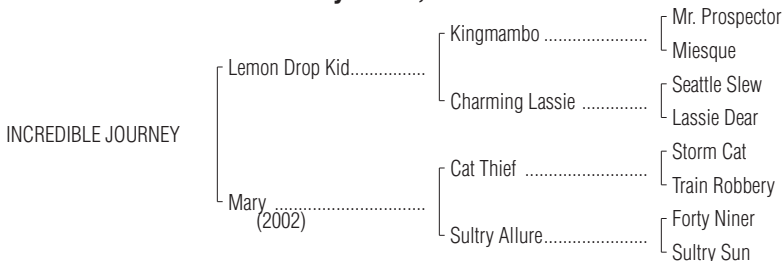 Mr. Prospector
Kingmambo ....................
Miesque
Lemon Drop Kid................
Seattle Slew
Charming Lassie .............
Lassie Dear
INCREDIBLE JOURNEY
Storm Cat
Cat Thief .......................
Train Robbery
Mary ............................
(2002)
Forty Niner
Sultry Allure...................
Sultry Sun